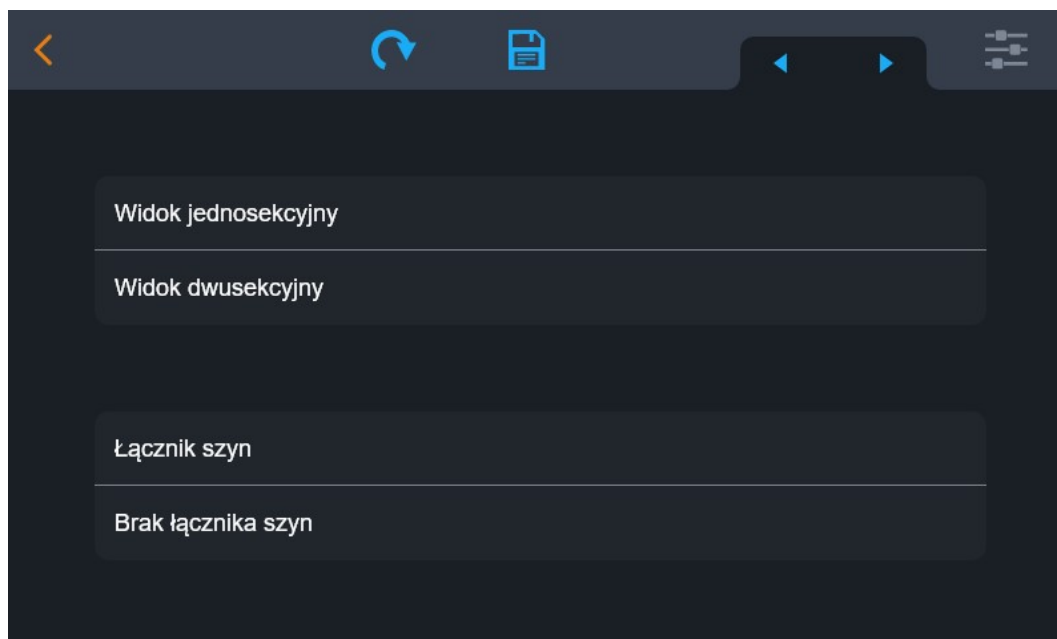 Widok jednosekcyjny
Widok dwusekcyjny
Łącznik szyn
Brak łącznika szyn